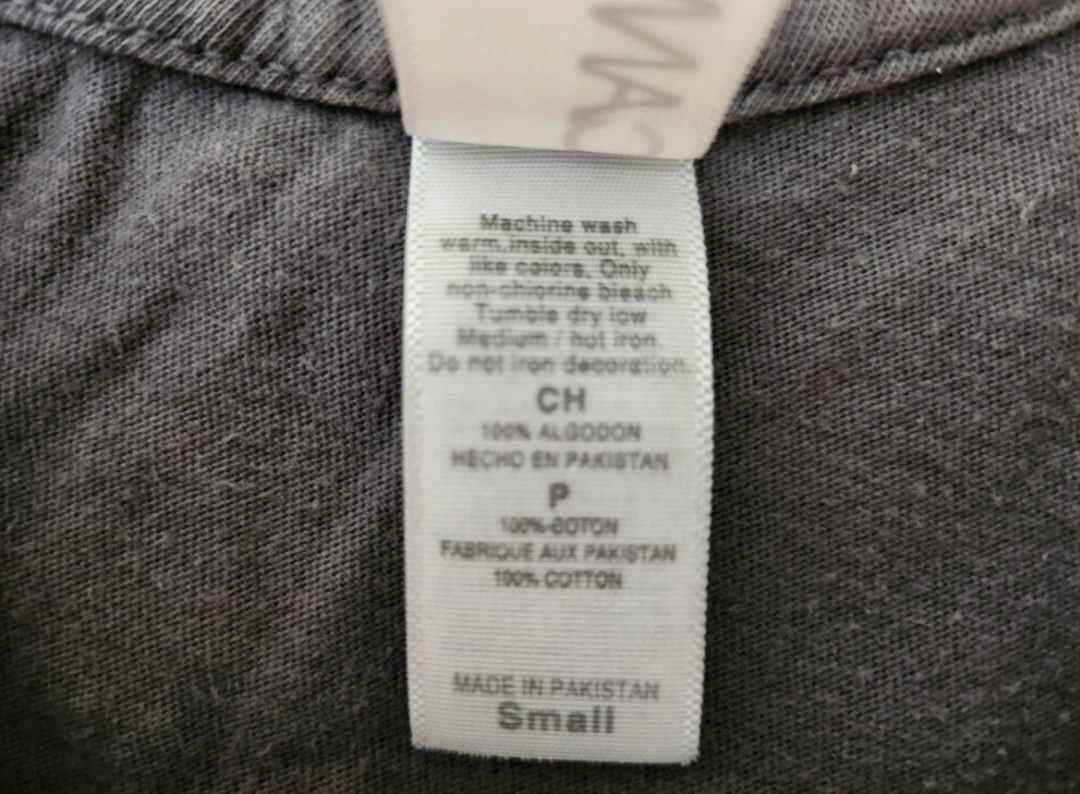 Machine wash
warm,inside out, with
like colors. Only
non-chlorine bleach
Tumble dry low
Medium / hot iron.
Do not iron decoration.
CH
100% ALGODON
HECHO EN PAKISTAN
P
100% COTON
FABRIQUE AUX PAKISTAN
100% COTTON
MADE IN PAKISTAN
Small